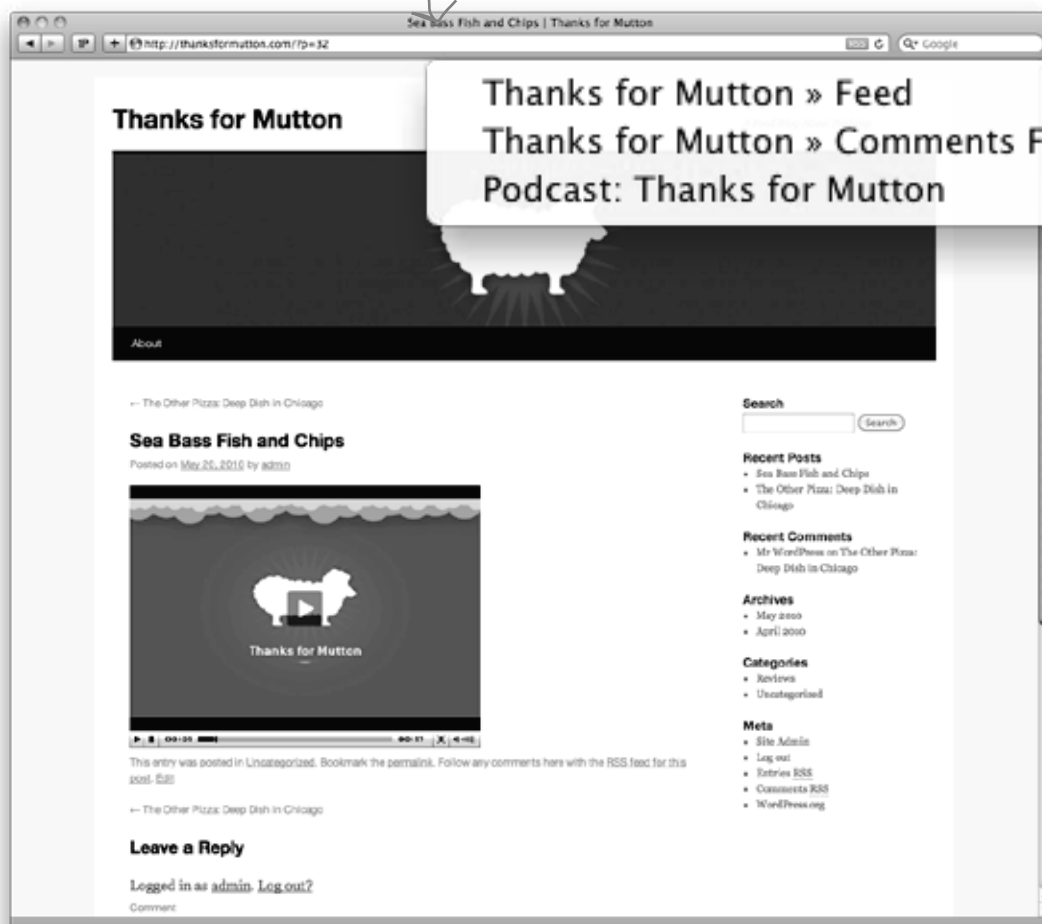 Sea Bass Fish and Chips | Thanks for Mutton
http://thanksformutton.com/?p=32
RSS
Google
Thanks for Mutton » Feed
Thanks for Mutton » Comments F
Podcast: Thanks for Mutton
Thanks for Mutton
About
← The Other Pizza: Deep Dish in Chicago
Sea Bass Fish and Chips
Posted on May 20, 2010 by admin
Thanks for Mutton
This entry was posted in Uncategorized. Bookmark the permalink. Follow any comments here with the RSS feed for this
post. Edit
← The Other Pizza: Deep Dish in Chicago
Leave a Reply
Logged in as admin. Log out?
Comment
Search
Search
Recent Posts
Sea Bass Fish and Chips
The Other Pizza: Deep Dish in
Chicago
Recent Comments
Mr WordPress on The Other Pizza:
Deep Dish in Chicago
Archives
May 2010
April 2010
Categories
Reviews
Uncategorized
Meta
Site Admin
Log out
Entries RSS
Comments RSS
WordPress.org